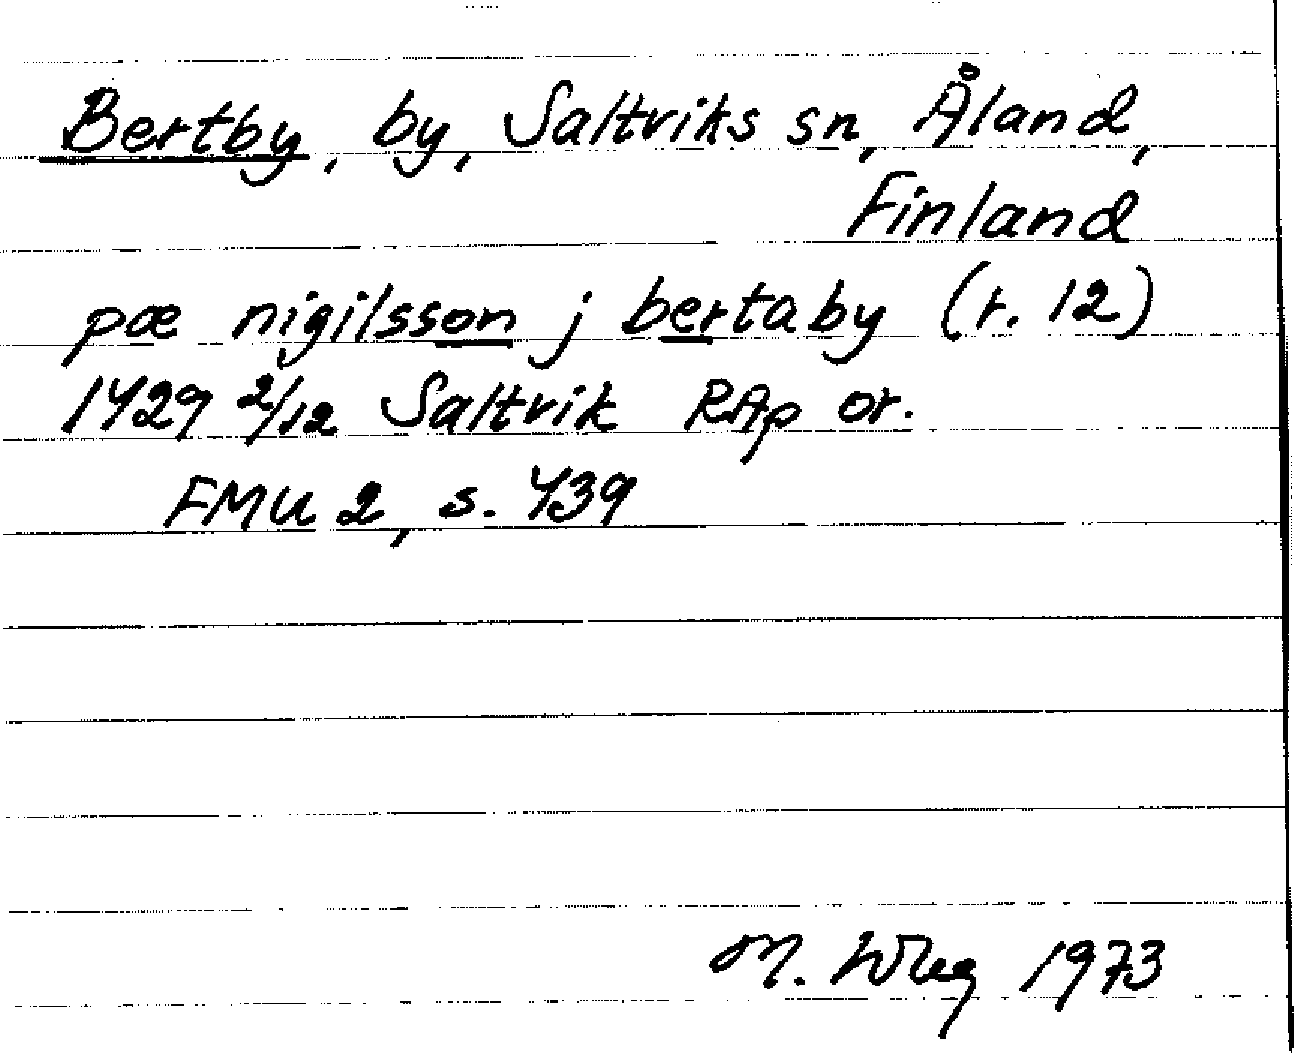 Bertby, by, Saltviks sn, Åland,
Finland
pæ nigilsson j bertaby (r. 12)
1429 2/12 Saltvik RAp or.
FMU 2, s. 439
M. Wreg 1973